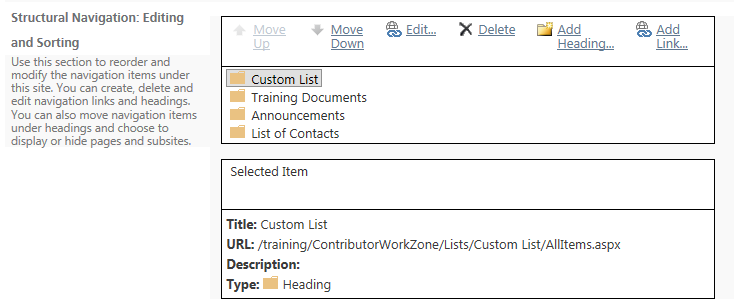 Structural Navigation: Editing
and Sorting
Use this section to reorder and
modify the navigation items under
this site. You can create, delete and
edit navigation links and headings.
You can also move navigation items
under headings and choose to
display or hide pages and subsites.
Move Up
Move Down
Edit...
Delete
Add Heading...
Add Link...
Custom List
Training Documents
Announcements
List of Contacts
Selected Item
Title: Custom List
URL: /training/ContributorWorkZone/Lists/Custom List/AllItems.aspx
Description:
Type: Heading